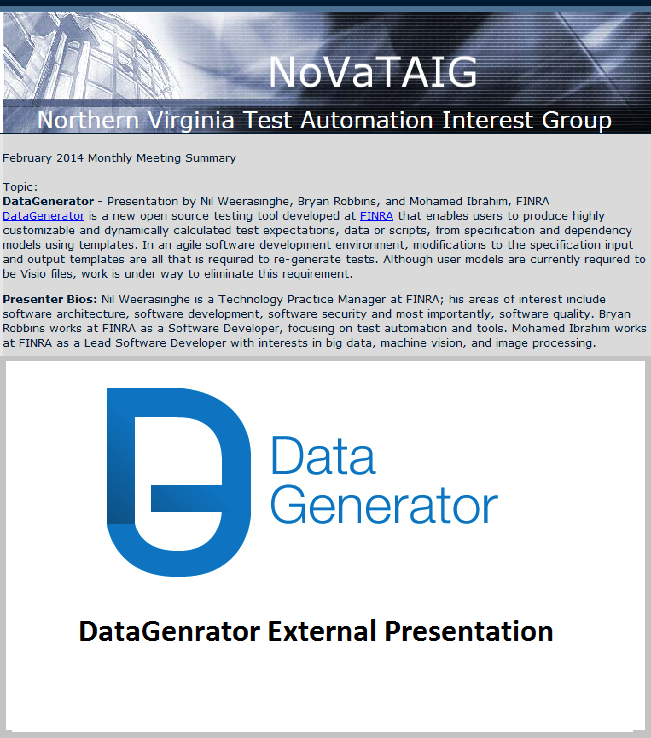 NoVaTAIG
Northern Virginia Test Automation Interest Group
February 2014 Monthly Meeting Summary
Topic:
DataGenerator - Presentation by Nil Weerasinghe, Bryan Robbins, and Mohamed Ibrahim, FINRA
DataGenerator is a new open source testing tool developed at FINRA that enables users to produce highly
customizable and dynamically calculated test expectations, data or scripts, from specification and dependency
models using templates. In an agile software development environment, modifications to the specification input
and output templates are all that is required to re-generate tests. Although user models are currently required to
be Visio files, work is under way to eliminate this requirement.
Presenter Bios: Nil Weerasinghe is a Technology Practice Manager at FINRA; his areas of interest include
software architecture, software development, software security and most importantly, software quality. Bryan
Robbins works at FINRA as a Software Developer, focusing on test automation and tools. Mohamed Ibrahim works
at FINRA as a Lead Software Developer with interests in big data, machine vision, and image processing.
Data
Generator
DataGenrator External Presentation